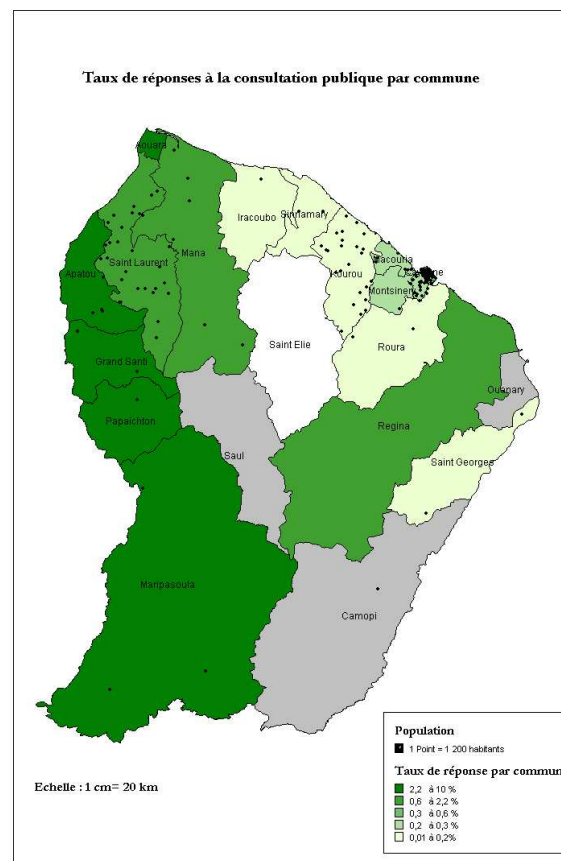 Taux de réponses à la consultation publique par commune
Aouara
Iracoubo
Sinnamary
Mana
Saint Laurent
Kourou
Macouria
Apatou
Montsinery
Saint Elie
Roura
Grand Santi
Ouanary
Papaichton
Regina
Saul
Saint Georges
Maripasoula
Camopi
Population
1 Point = 1 200 habitants
Taux de réponse par commun
2,2 à 10 %
0,6 à 2,2 %
0,3 à 0,6 %
0,2 à 0,3 %
0,01 à 0,2%
Echelle : 1 cm= 20 km